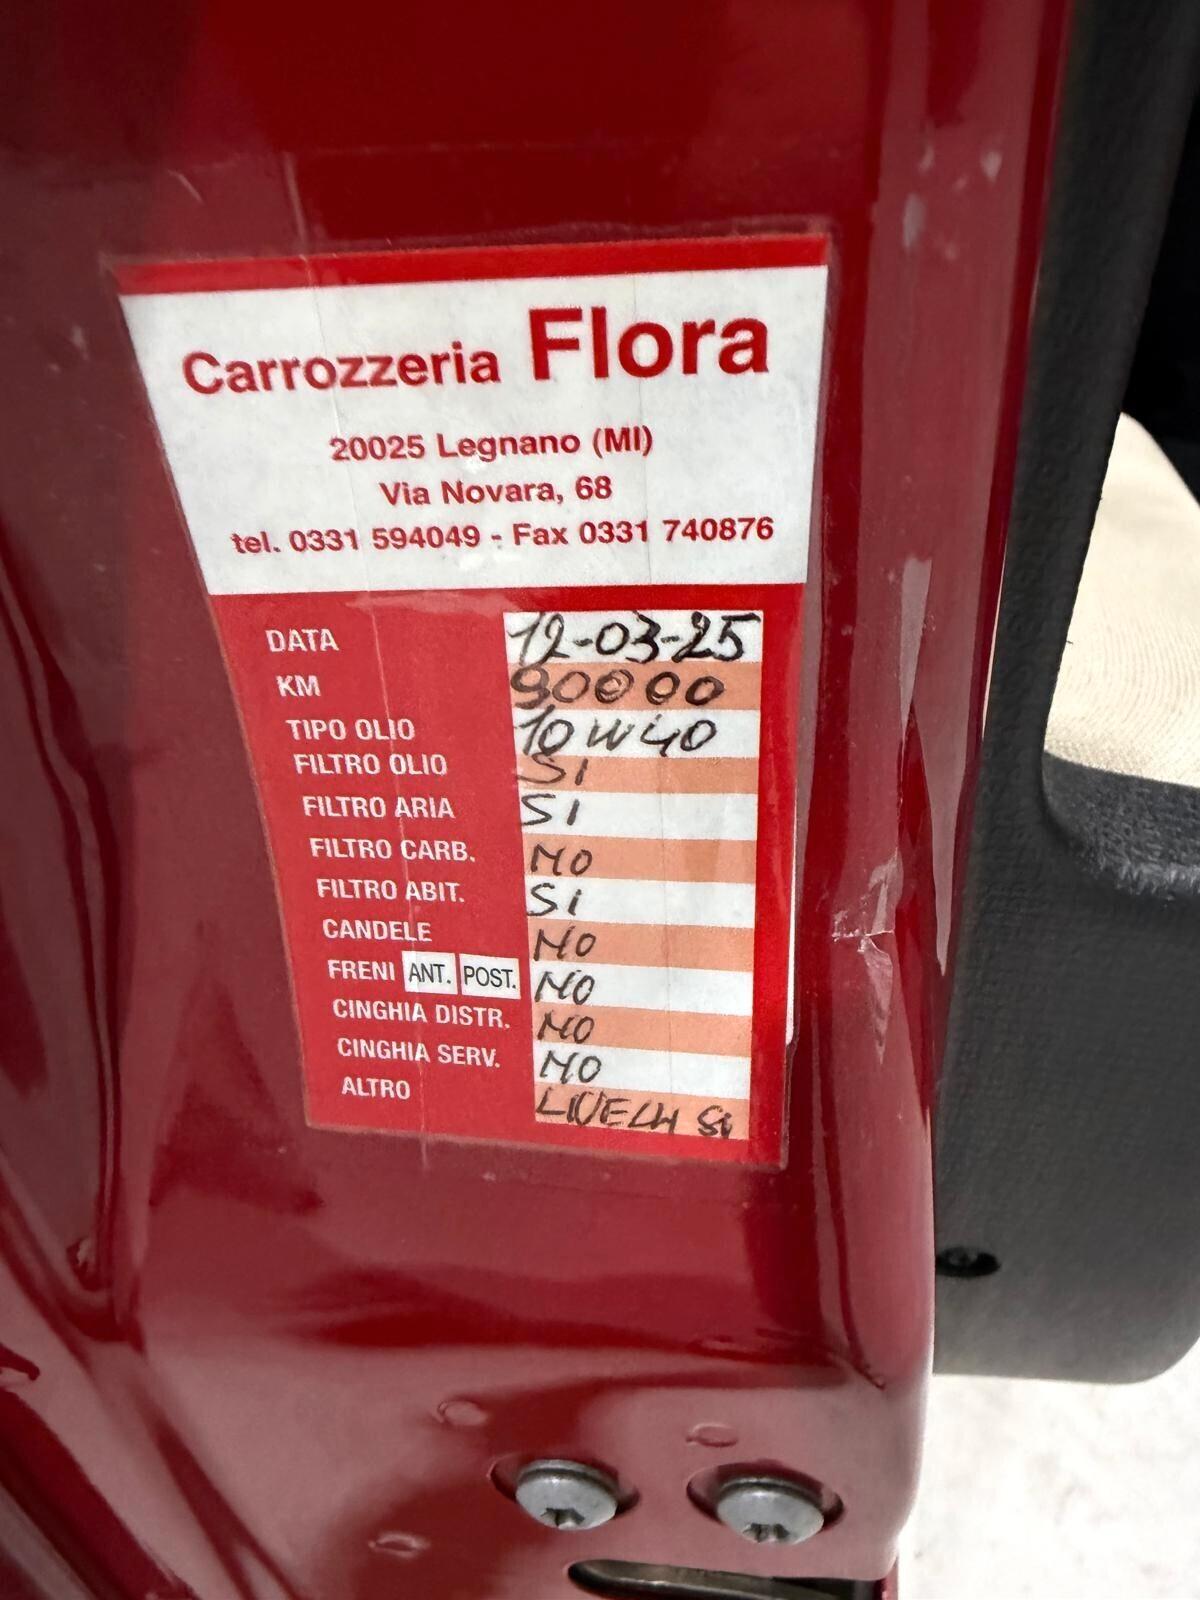 Carrozzeria Flora
20025 Legnano (MI)
Via Novara, 68
tel. 0331 594049 - Fax 0331 740876
DATA 12-03-25
KM 90000
TIPO OLIO 10W40
FILTRO OLIO SI
FILTRO ARIA SI
FILTRO CARB. NO
FILTRO ABIT. SI
CANDELE NO
FRENI ANT. POST. NO
CINGHIA DISTR. NO
CINGHIA SERV. NO
ALTRO LIVELLI SI